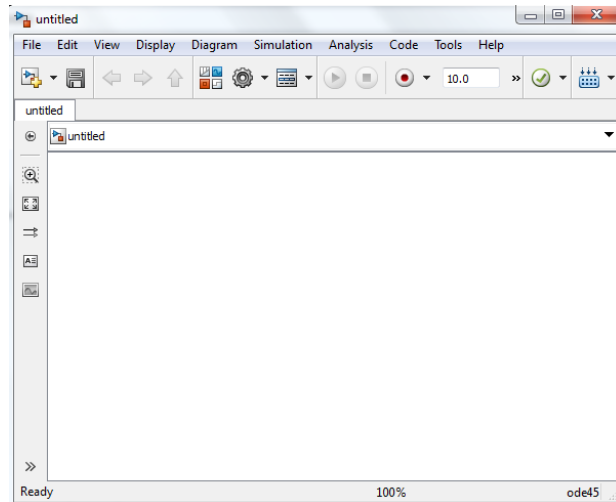 untitled
File Edit View Display Diagram Simulation Analysis Code Tools Help
10.0 »
untitled
untitled
Ready 100% ode45